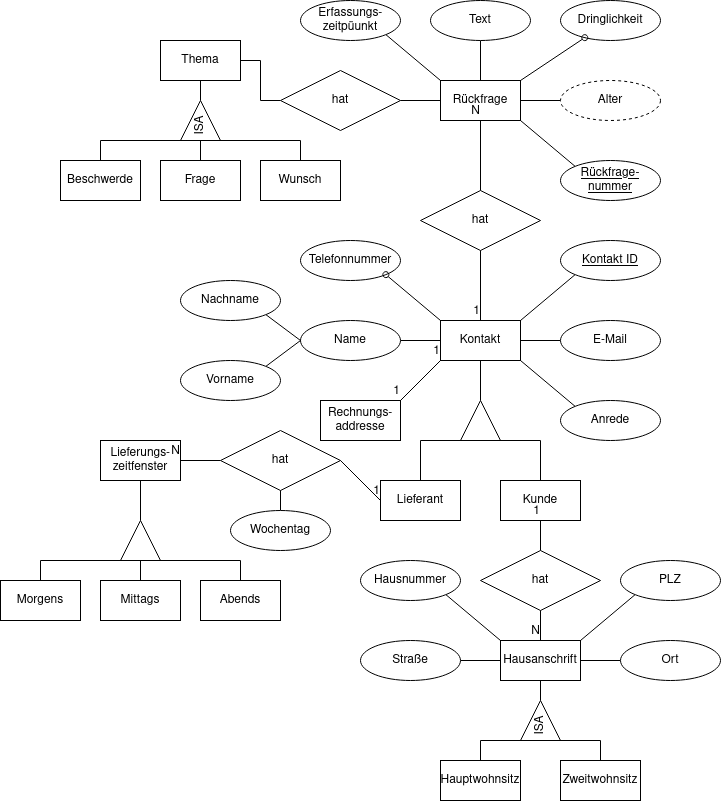 Erfassungs-
zeitpüunkt
Text
Dringlichkeit
Thema
hat
Rückfrage
N
Alter
ISA
Beschwerde
Frage
Wunsch
Rückfrage-
nummer
hat
Telefonnummer
Kontakt ID
Nachname
1
Name
Kontakt
E-Mail
1
Vorname
1
Rechnungs-
addresse
Anrede
Lieferungs-
zeitfenster
N
hat
1
Lieferant
Kunde
1
Wochentag
Morgens
Mittags
Abends
Hausnummer
hat
PLZ
N
Straße
Hausanschrift
Ort
ISA
Hauptwohnsitz
Zweitwohnsitz